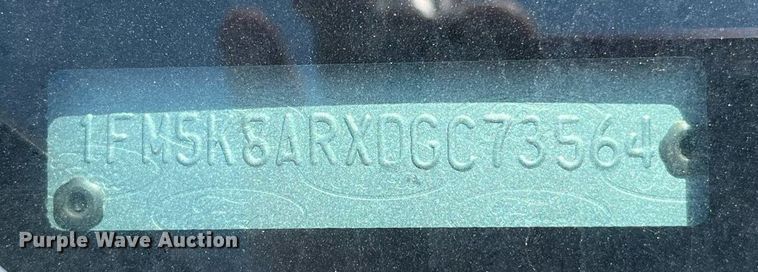 1FM5K8ARXDGC73564
Purple Wave Auction